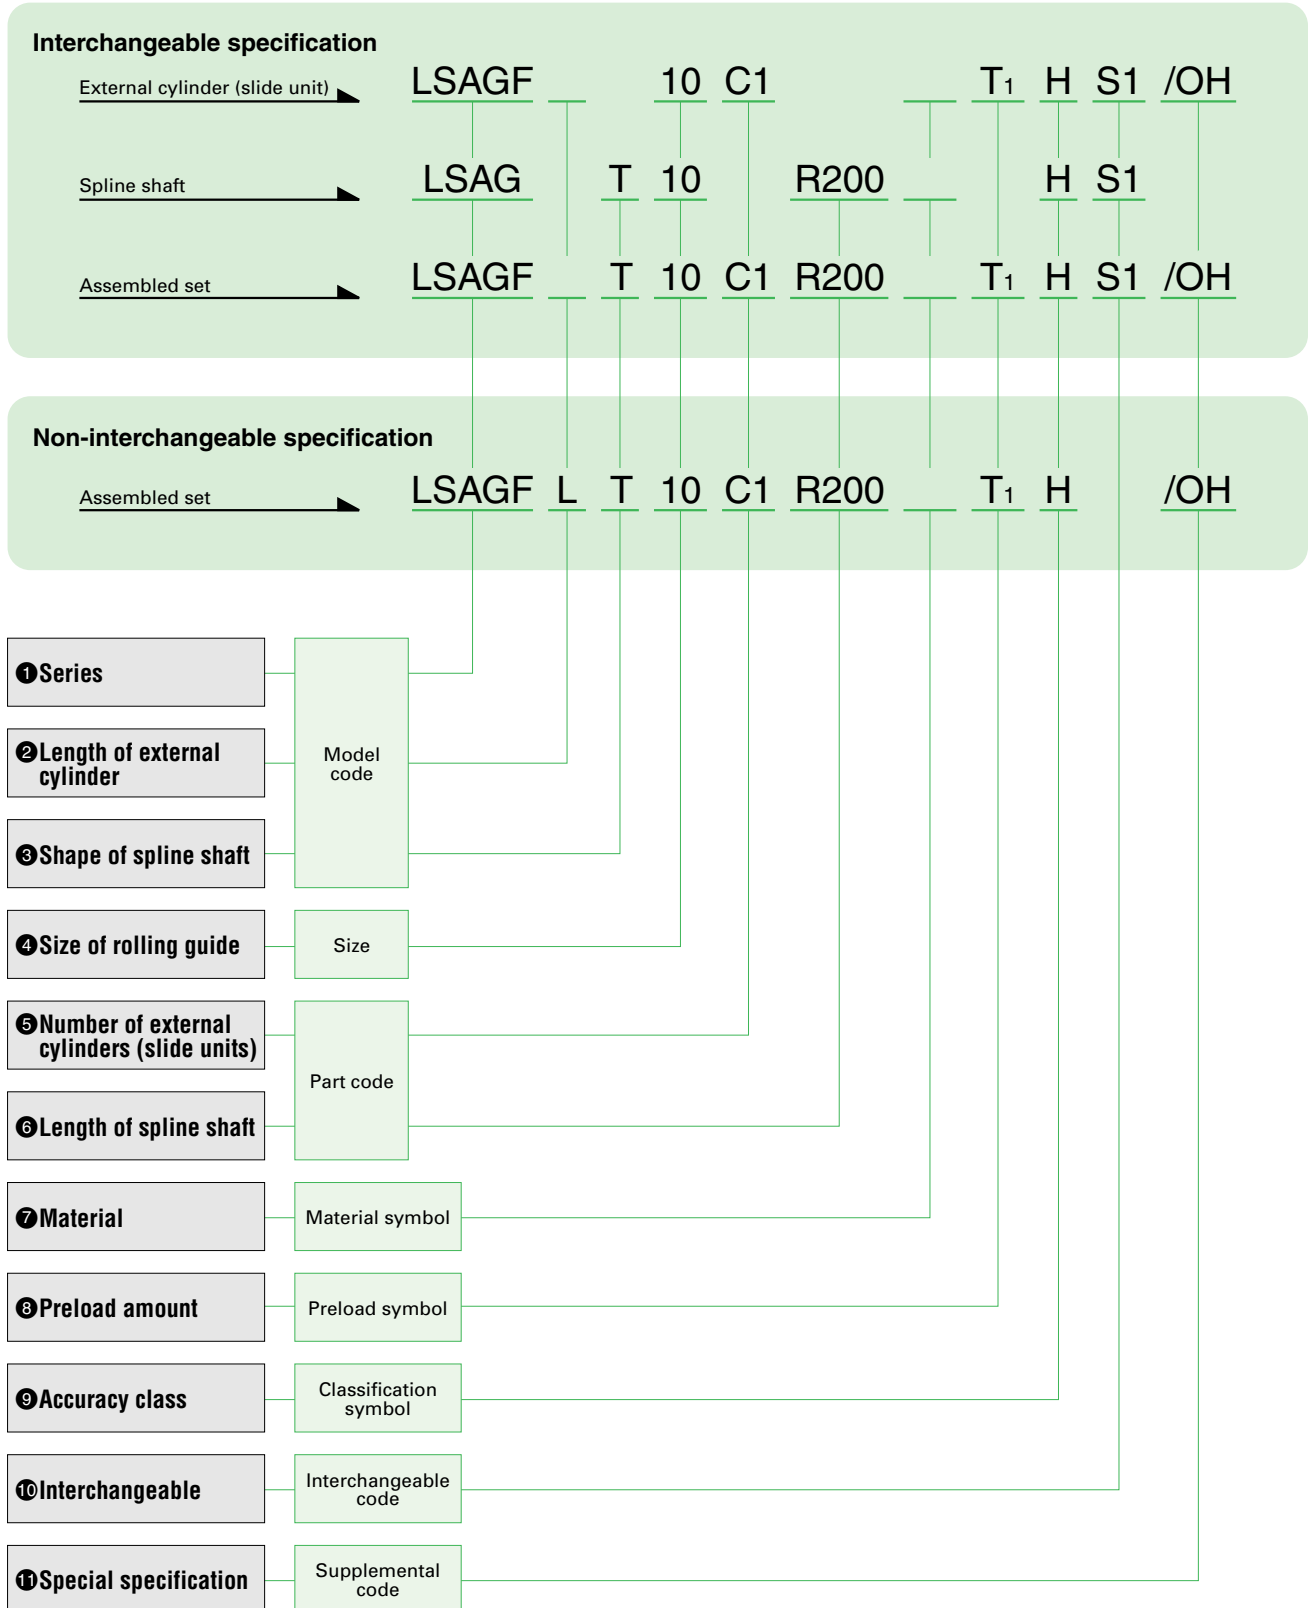 Interchangeable specification
External cylinder (slide unit) LSAGF 10 C1 T1 H S1 /OH
Spline shaft LSAG T 10 R200 H S1
Assembled set LSAGF T 10 C1 R200 T1 H S1 /OH
Non-interchangeable specification
Assembled set LSAGF L T 10 C1 R200 T1 H /OH
❶Series
❷Length of external
cylinder
Model
code
❸Shape of spline shaft
❹Size of rolling guide
Size
❺Number of external
cylinders (slide units)
Part code
❻Length of spline shaft
❼Material
Material symbol
❽Preload amount
Preload symbol
❾Accuracy class
Classification
symbol
❿Interchangeable
Interchangeable
code
⓫Special specification
Supplemental
code